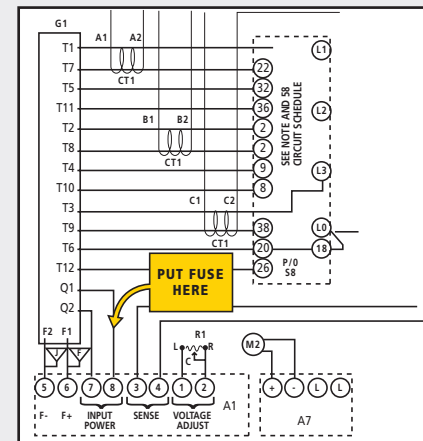 G1
A1 A2
T1
L1
T7
22
CT1
T5
32
T11
36
B1 B2
T2
2
L2
T8
2
CT1
T4
9
T10
8
L3
C1 C2
T3
T9
38
L0
CT1
T6
20
18
T12
26
P/0
S8
SEE NOTE AND S8
CIRCUIT SCHEDULE
Q1
PUT FUSE
HERE
Q2
F2 F1
J F
R1
L R
C
M2
5 6 7 8 3 4 1 2
+ - L L
F- F+
INPUT
POWER
SENSE
VOLTAGE
ADJUST
A1
A7